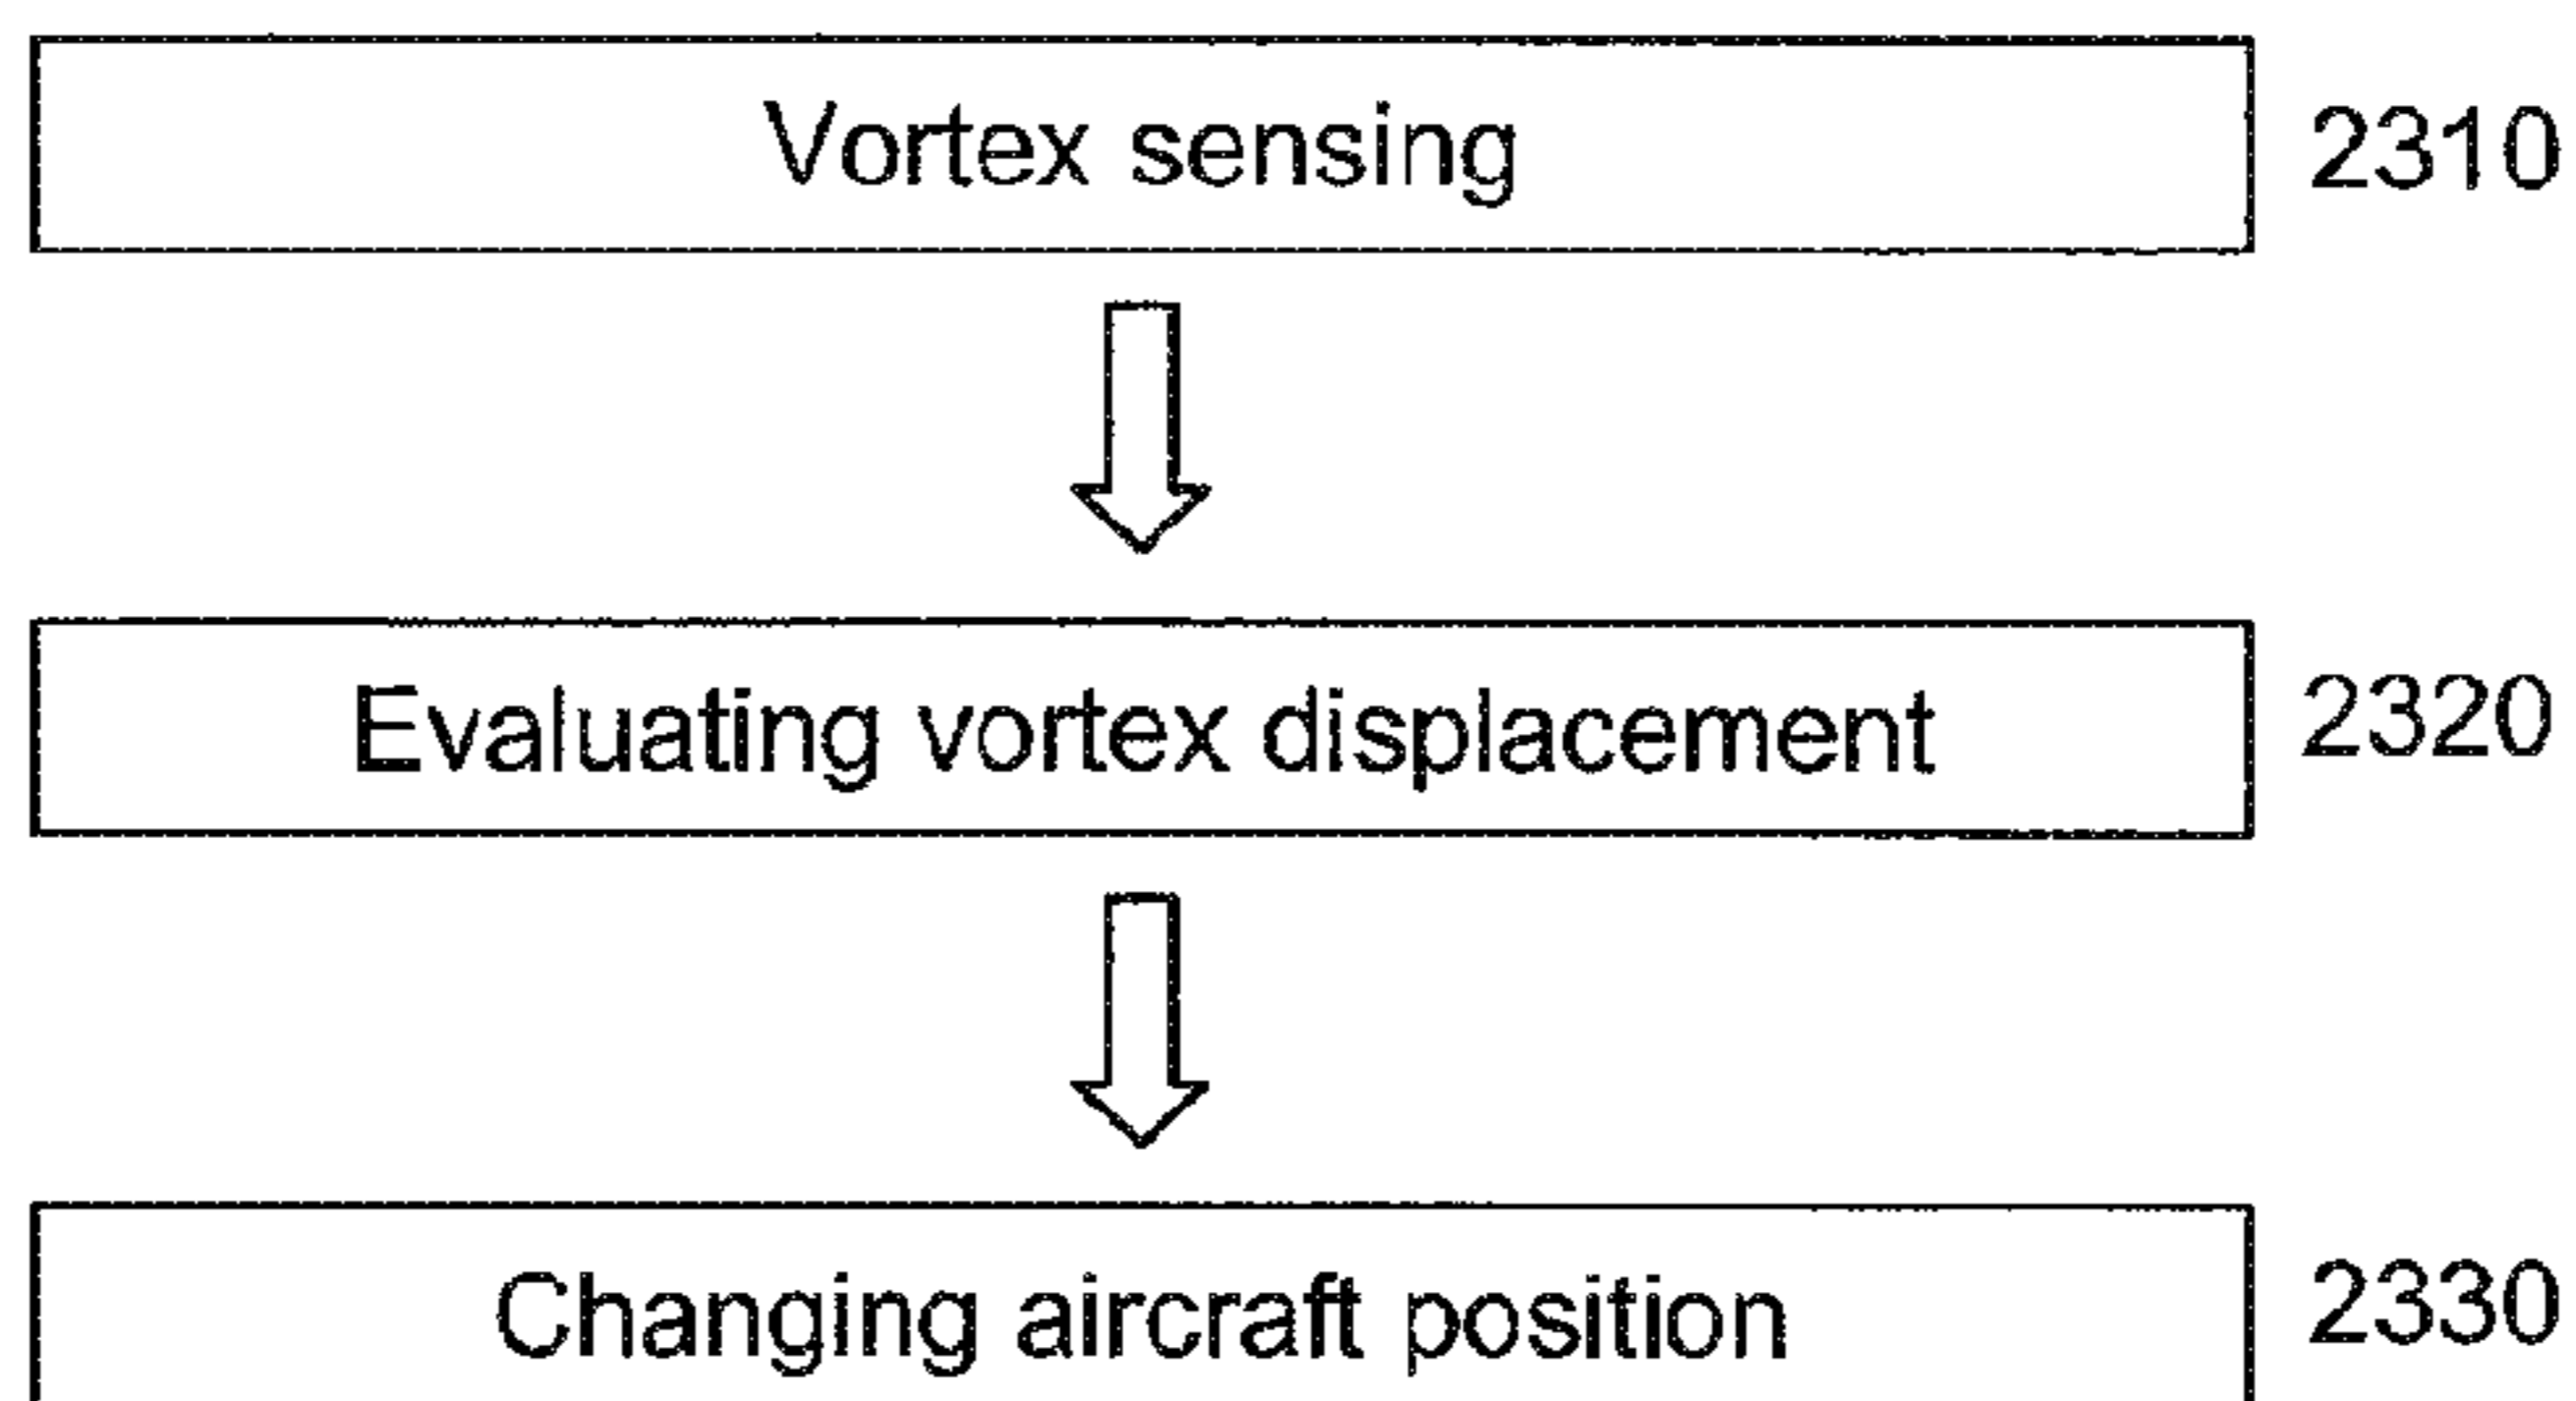 Vortex sensing 2310
Evaluating vortex displacement 2320
Changing aircraft position 2330